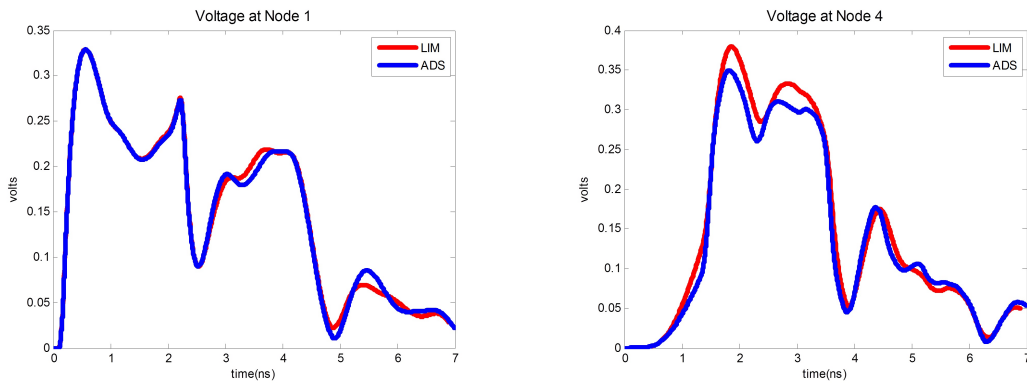 Voltage at Node 1
0.35
0.3
0.25
0.2
0.15
0.1
0.05
0
volts
LIM
ADS
0 1 2 3 4 5 6 7
time(ns)
Voltage at Node 4
0.4
0.35
0.3
0.25
0.2
0.15
0.1
0.05
0
volts
LIM
ADS
0 1 2 3 4 5 6 7
time(ns)